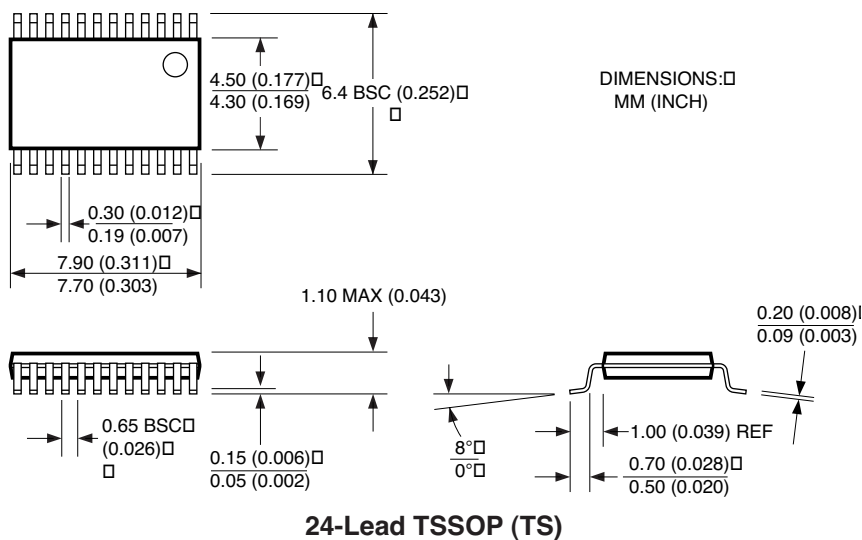 4.50 (0.177)
4.30 (0.169)
6.4 BSC (0.252)
DIMENSIONS:
MM (INCH)
0.30 (0.012)
0.19 (0.007)
7.90 (0.311)
7.70 (0.303)
1.10 MAX (0.043)
0.20 (0.008)
0.09 (0.003)
0.65 BSC
(0.026)
0.15 (0.006)
0.05 (0.002)
8°
0°
1.00 (0.039) REF
0.70 (0.028)
0.50 (0.020)
24-Lead TSSOP (TS)